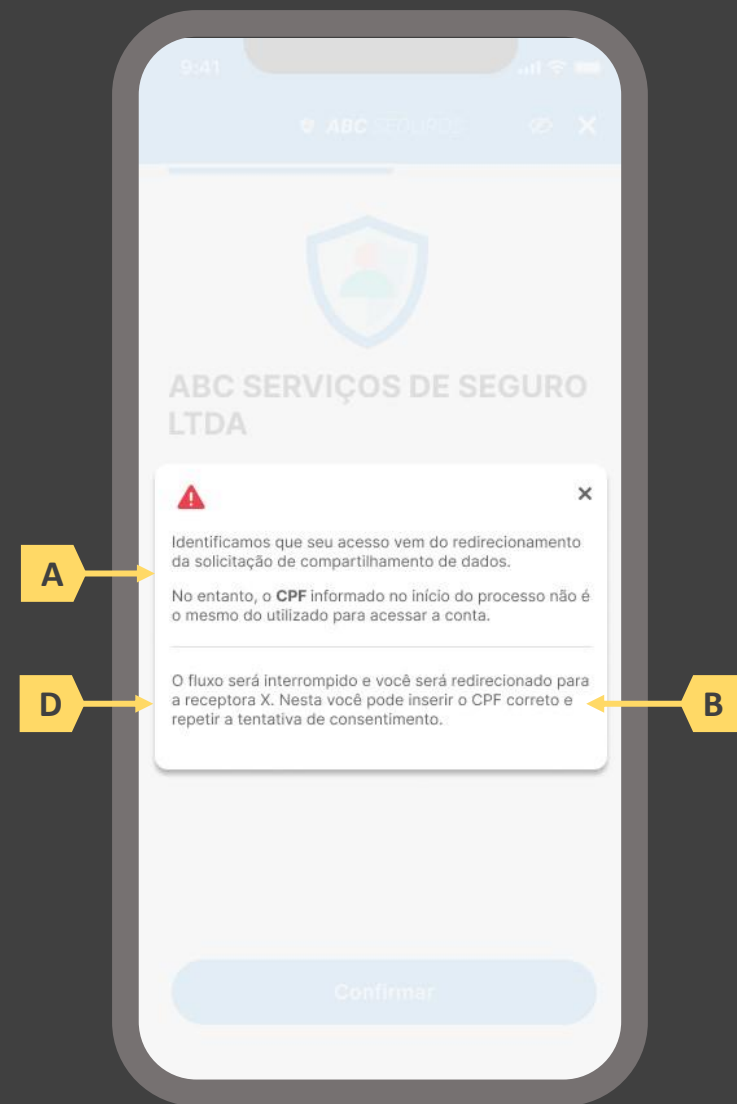 9:41
ABC SEGUROS
ABC SERVIÇOS DE SEGURO
LTDA
A
Identificamos que seu acesso vem do redirecionamento
da solicitação de compartilhamento de dados.
No entanto, o CPF informado no início do processo não é
o mesmo do utilizado para acessar a conta.
D
O fluxo será interrompido e você será redirecionado para
a receptora X. Nesta você pode inserir o CPF correto e
repetir a tentativa de consentimento.
B
Confirmar